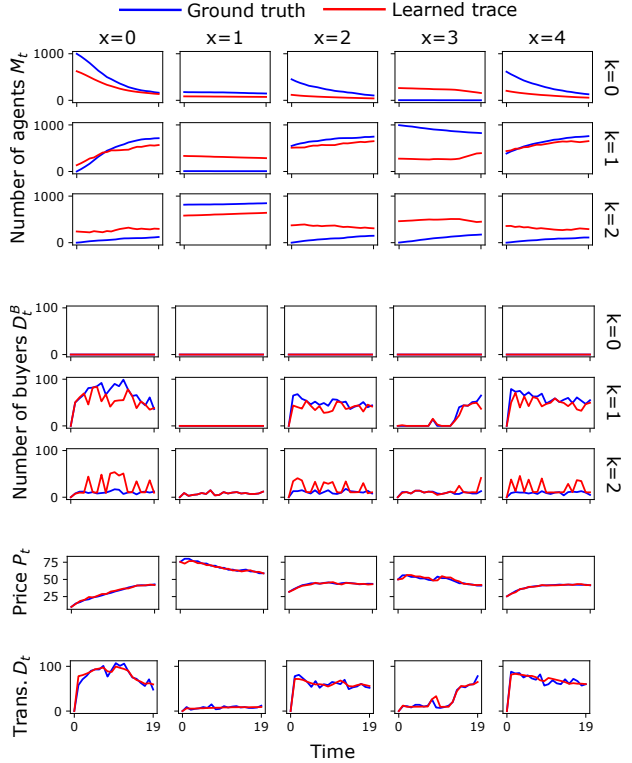 Ground truth Learned trace
x=0 x=1 x=2 x=3 x=4
Number of agents M_t
1000
0
k=0
1000
0
k=1
1000
0
k=2
Number of buyers D_t^B
100
0
k=0
100
0
k=1
100
0
k=2
Price P_t
75
50
25
Trans. D_t
100
0
0 19 0 19 0 19 0 19 0 19
Time